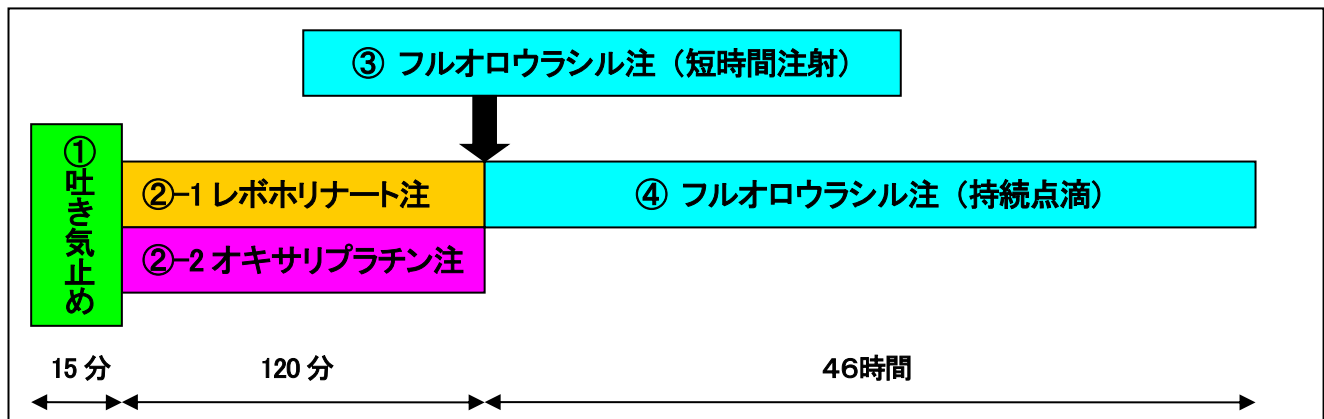 ③ フルオロウラシル注（短時間注射）
①吐き気止め
②-1 レボホリナート注
④ フルオロウラシル注（持続点滴）
②-2 オキサリプラチン注
15 分
120 分
４６時間